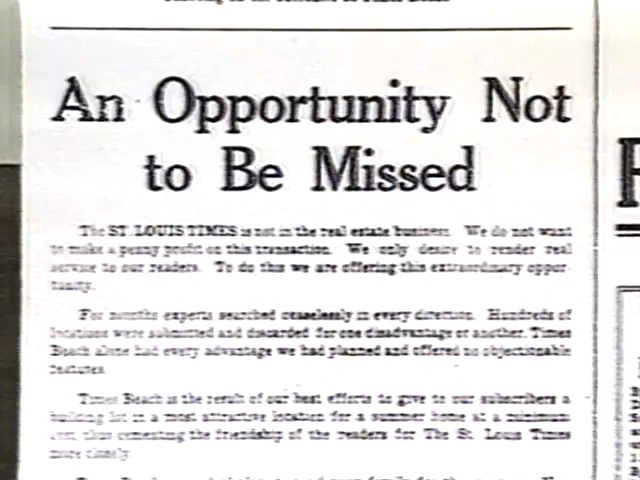 An Opportunity Not
to Be Missed
The ST. LOUIS TIMES is not in the real estate business. We do not want
to make a penny profit on this transaction. We only desire to render real
service to our readers. To do this we are offering this extraordinary oppor-
tunity.
For months experts searched ceaselessly in every direction. Hundreds of
locations were submitted and discarded for one disadvantage or another. Times
Beach alone had every advantage we had planned and offered no objectionable
features.
Times Beach is the result of our best efforts to give to our subscribers a
building lot in a most attractive location for a summer home at a minimum
cost, thus cementing the friendship of the readers for The St. Louis Times
more closely.